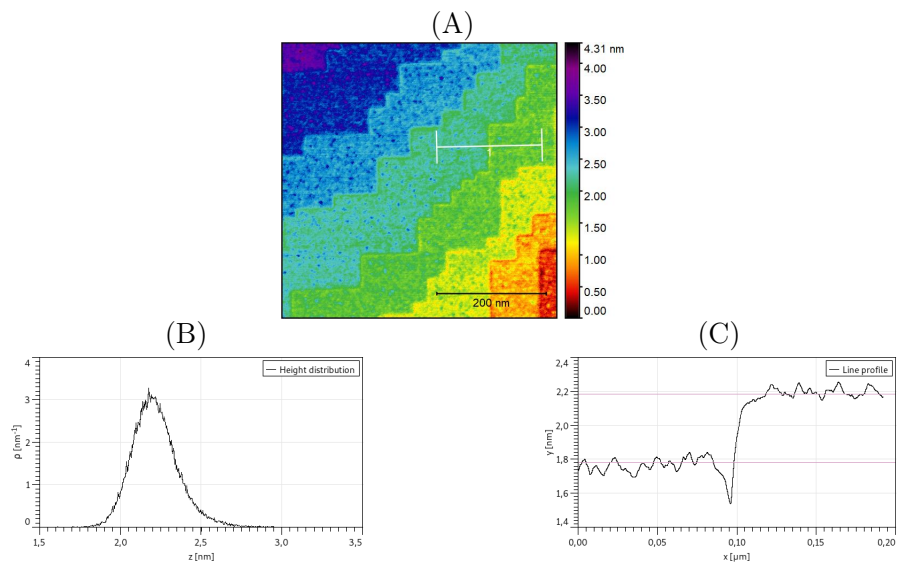 (A)
4.31 nm
4.00
3.50
3.00
2.50
2.00
1.50
1.00
0.50
0.00
200 nm
(B)
4
3
2
1
0
ρ [nm⁻¹]
Height distribution
1,5
2,0
2,5
3,0
3,5
z [nm]
(C)
2,4
2,2
2,0
1,8
1,6
1,4
y [nm]
Line profile
0,00
0,05
0,10
0,15
0,20
x [µm]